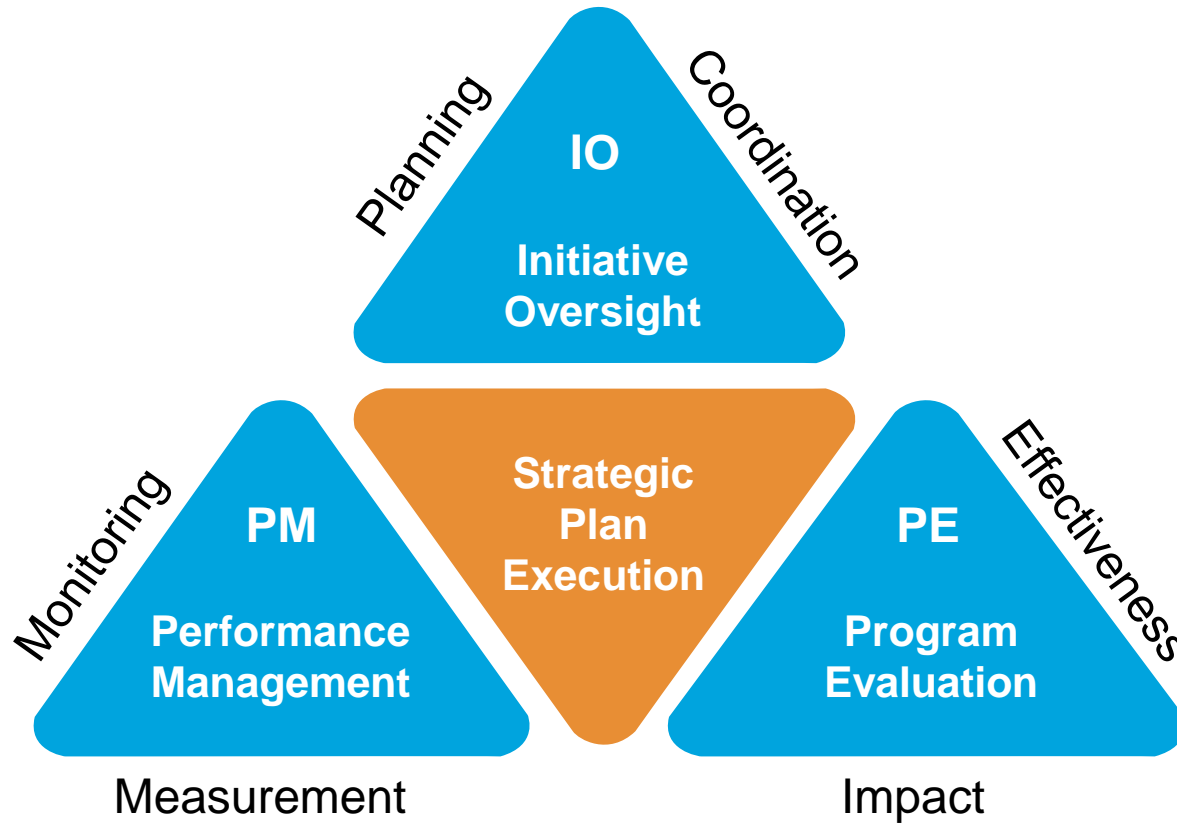 Planning
Coordination
IO
Initiative
Oversight
Monitoring
PM
Performance
Management
Measurement
Strategic
Plan
Execution
PE
Program
Evaluation
Effectiveness
Impact